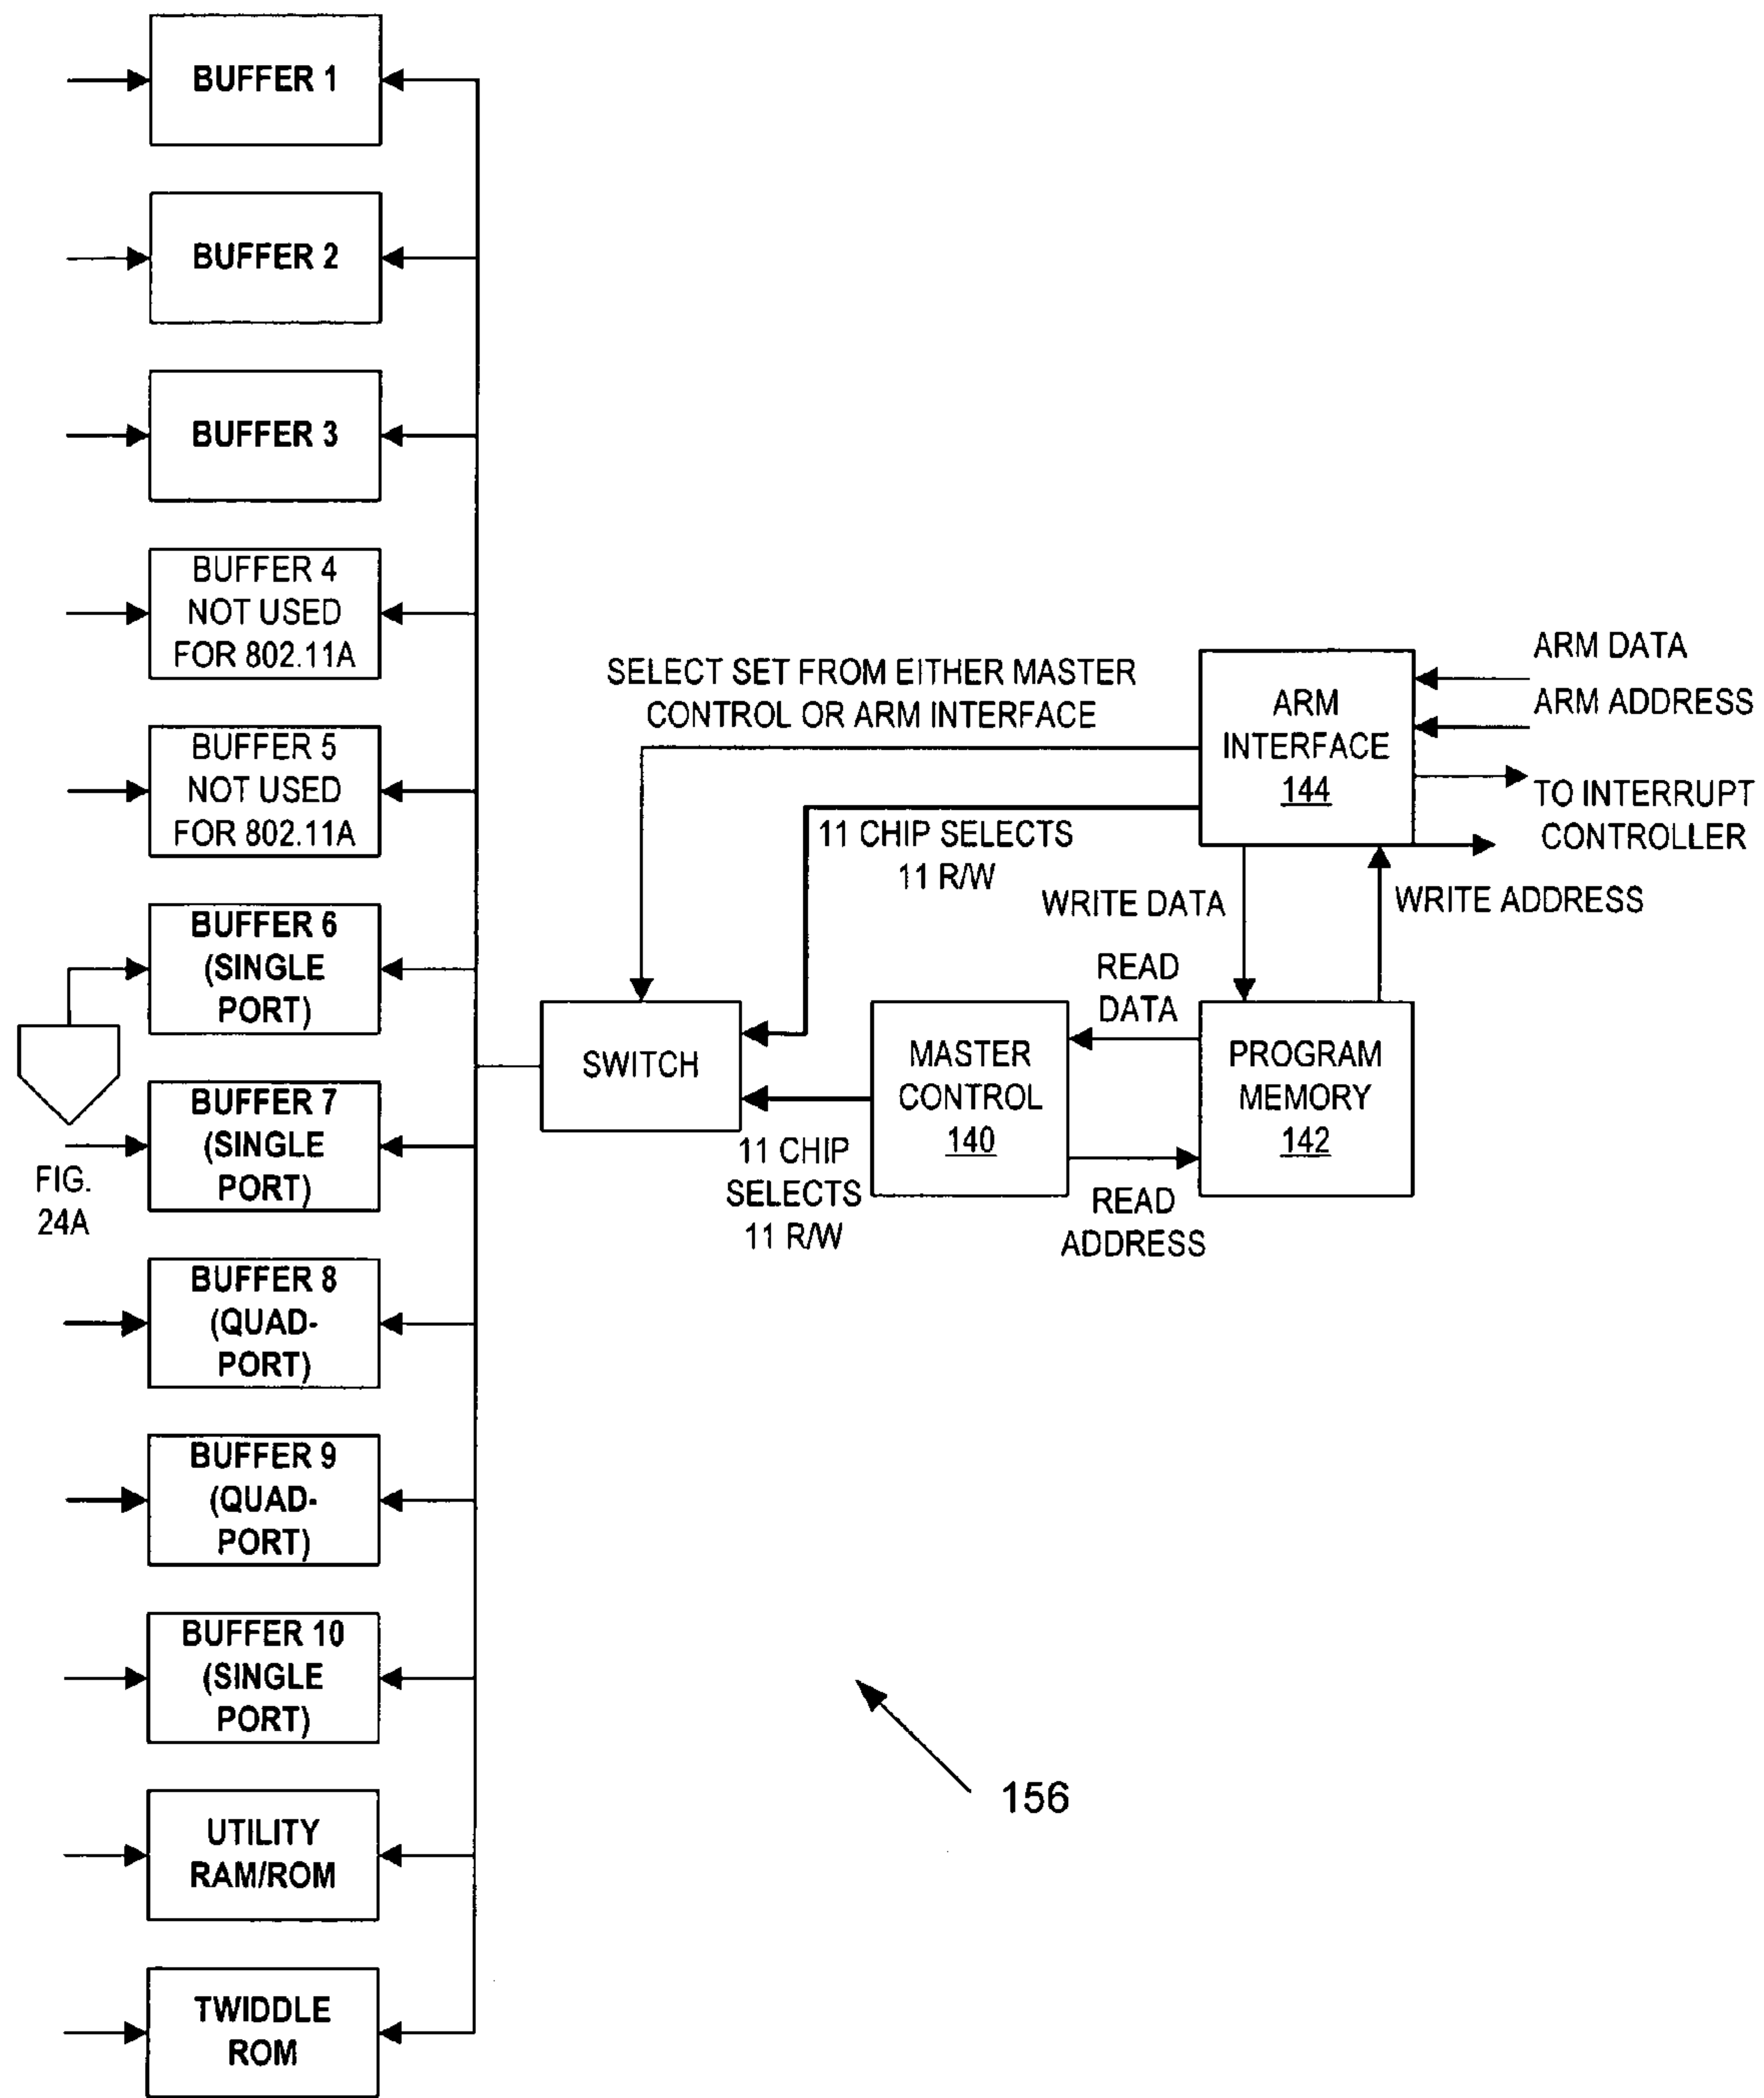 BUFFER 1
BUFFER 2
BUFFER 3
BUFFER 4
NOT USED
FOR 802.11A
BUFFER 5
NOT USED
FOR 802.11A
BUFFER 6
(SINGLE
PORT)
BUFFER 7
(SINGLE
PORT)
FIG.
24A
BUFFER 8
(QUAD-
PORT)
BUFFER 9
(QUAD-
PORT)
BUFFER 10
(SINGLE
PORT)
UTILITY
RAM/ROM
TWIDDLE
ROM
SELECT SET FROM EITHER MASTER
CONTROL OR ARM INTERFACE
11 CHIP SELECTS
11 R/W
SWITCH
11 CHIP
SELECTS
11 R/W
MASTER
CONTROL
140
READ
DATA
READ
ADDRESS
PROGRAM
MEMORY
142
WRITE DATA
WRITE ADDRESS
ARM
INTERFACE
144
ARM DATA
ARM ADDRESS
TO INTERRUPT
CONTROLLER
156